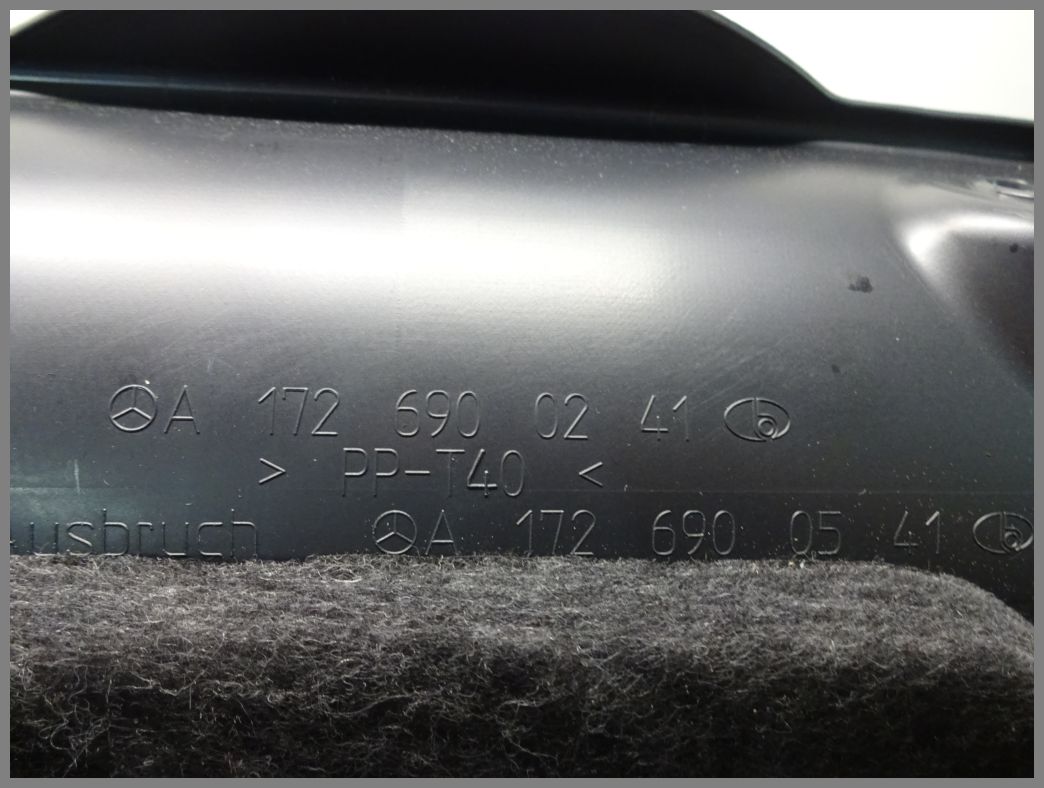 A 172 690 02 41
> PP-T40 <
usbruch A 172 690 05 41